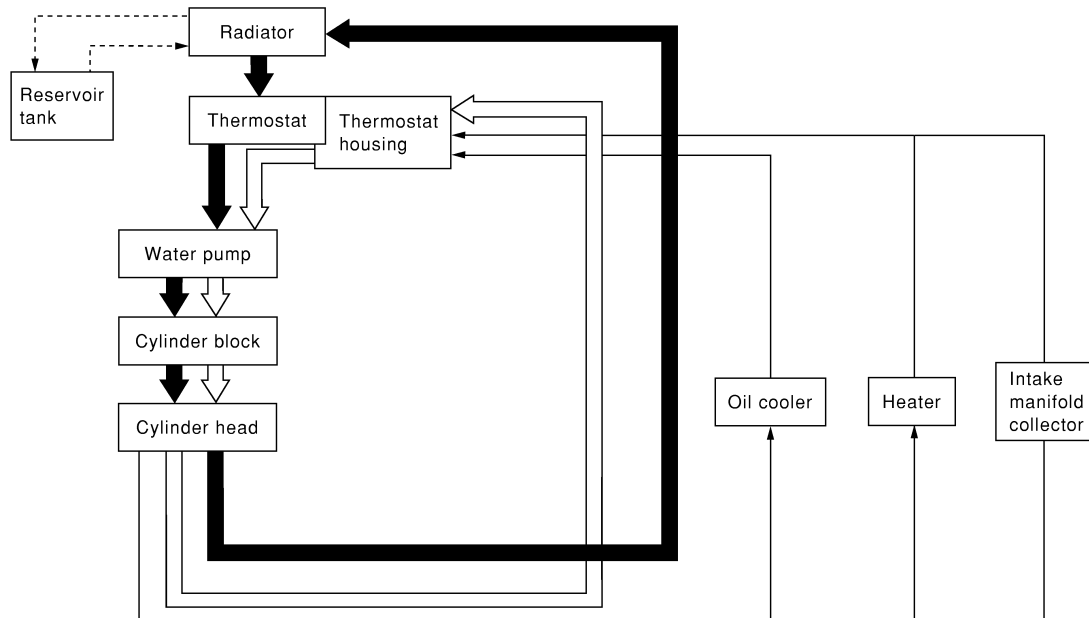 Radiator
Reservoir
tank
Thermostat
Thermostat
housing
Water pump
Cylinder block
Cylinder head
Oil cooler
Heater
Intake
manifold
collector